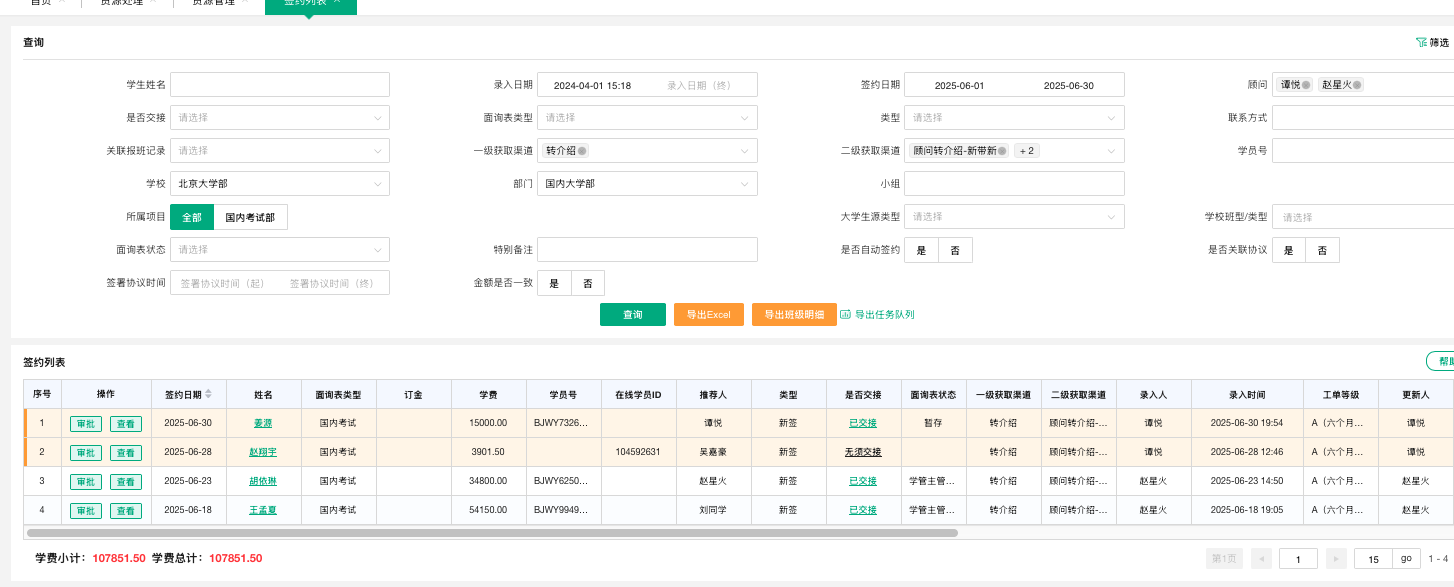 首页 资源处理 资源管理 签约列表
查询 筛选
学生姓名 录入日期 2024-04-01 15:18 录入日期（终） 签约日期 2025-06-01 2025-06-30 顾问 谭悦 赵星火
是否交接 请选择 面询表类型 请选择 类型 请选择 联系方式
关联报班记录 请选择 一级获取渠道 转介绍 二级获取渠道 顾问转介绍-新带新 + 2 学员号
学校 北京大学部 部门 国内大学部 小组
所属项目 全部 国内考试部 大学生源类型 请选择 学校班型/类型 请选择
面询表状态 请选择 特别备注 是否自动签约 是 否 是否关联协议 是 否
签署协议时间 签署协议时间（起） 签署协议时间（终） 金额是否一致 是 否
查询 导出Excel 导出班级明细 导出任务队列
签约列表
序号 操作 签约日期 姓名 面询表类型 订金 学费 学员号 在线学员ID 推荐人 类型 是否交接 面询表状态 一级获取渠道 二级获取渠道 录入人 录入时间 工单等级 更新人
1 审批 查看 2025-06-30 姜源 国内考试 15000.00 BJWY7326... 谭悦 新签 已交接 暂存 转介绍 顾问转介绍-... 谭悦 2025-06-30 19:54 A（六个月... 谭悦
2 审批 查看 2025-06-28 赵翔宇 国内考试 3901.50 104592631 吴嘉豪 新签 无须交接 转介绍 顾问转介绍-... 谭悦 2025-06-28 12:46 A（六个月... 谭悦
3 审批 查看 2025-06-23 胡依琳 国内考试 34800.00 BJWY6250... 赵星火 新签 已交接 学管主管... 转介绍 顾问转介绍-... 赵星火 2025-06-23 14:50 A（六个月... 赵星火
4 审批 查看 2025-06-18 王孟夏 国内考试 54150.00 BJWY9949... 刘同学 新签 已交接 学管主管... 转介绍 顾问转介绍-... 赵星火 2025-06-18 19:05 A（六个月... 赵星火
学费小计： 107851.50 学费总计： 107851.50 第1页 1 15 go 1 - 4